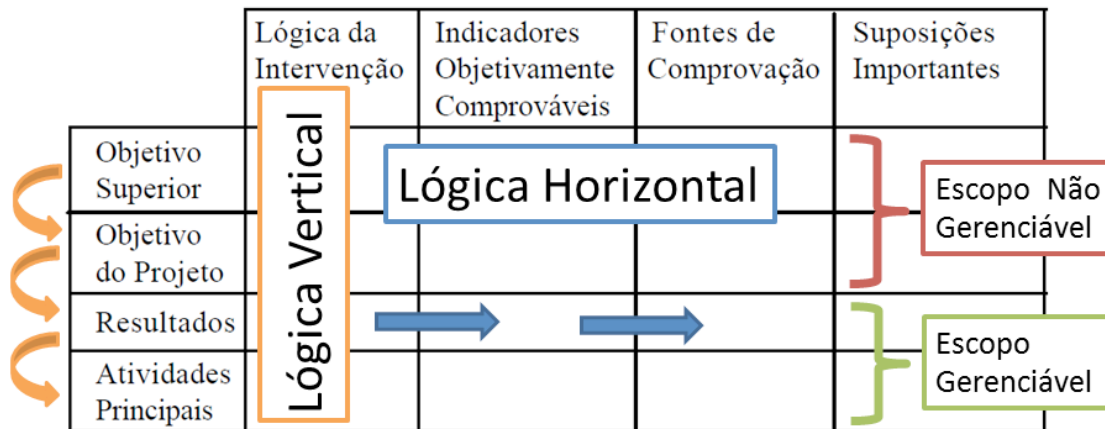 Lógica da
Intervenção
Indicadores
Objetivamente
Comprováveis
Fontes de
Comprovação
Suposições
Importantes
Objetivo
Superior
Objetivo
do Projeto
Resultados
Atividades
Principais
Lógica Vertical
Lógica Horizontal
Escopo Não
Gerenciável
Escopo
Gerenciável